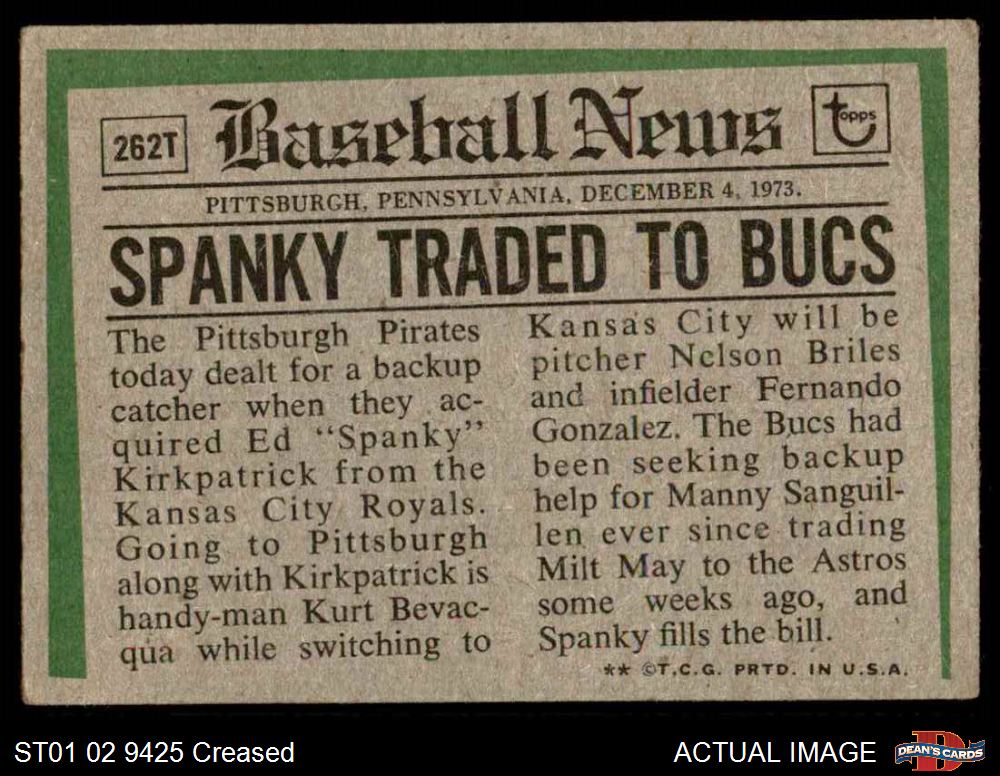 262T
Baseball News
topps
PITTSBURGH, PENNSYLVANIA, DECEMBER 4, 1973.
SPANKY TRADED TO BUCS
The Pittsburgh Pirates
today dealt for a backup
catcher when they ac-
quired Ed "Spanky"
Kirkpatrick from the
Kansas City Royals.
Going to Pittsburgh
along with Kirkpatrick is
handy-man Kurt Bevac-
qua while switching to
Kansas City will be
pitcher Nelson Briles
and infielder Fernando
Gonzalez. The Bucs had
been seeking backup
help for Manny Sanguil-
len ever since trading
Milt May to the Astros
some weeks ago, and
Spanky fills the bill.
** ©T.C.G. PRTD. IN U.S.A.
ST01 02 9425 Creased
ACTUAL IMAGE
DEAN'S CARDS